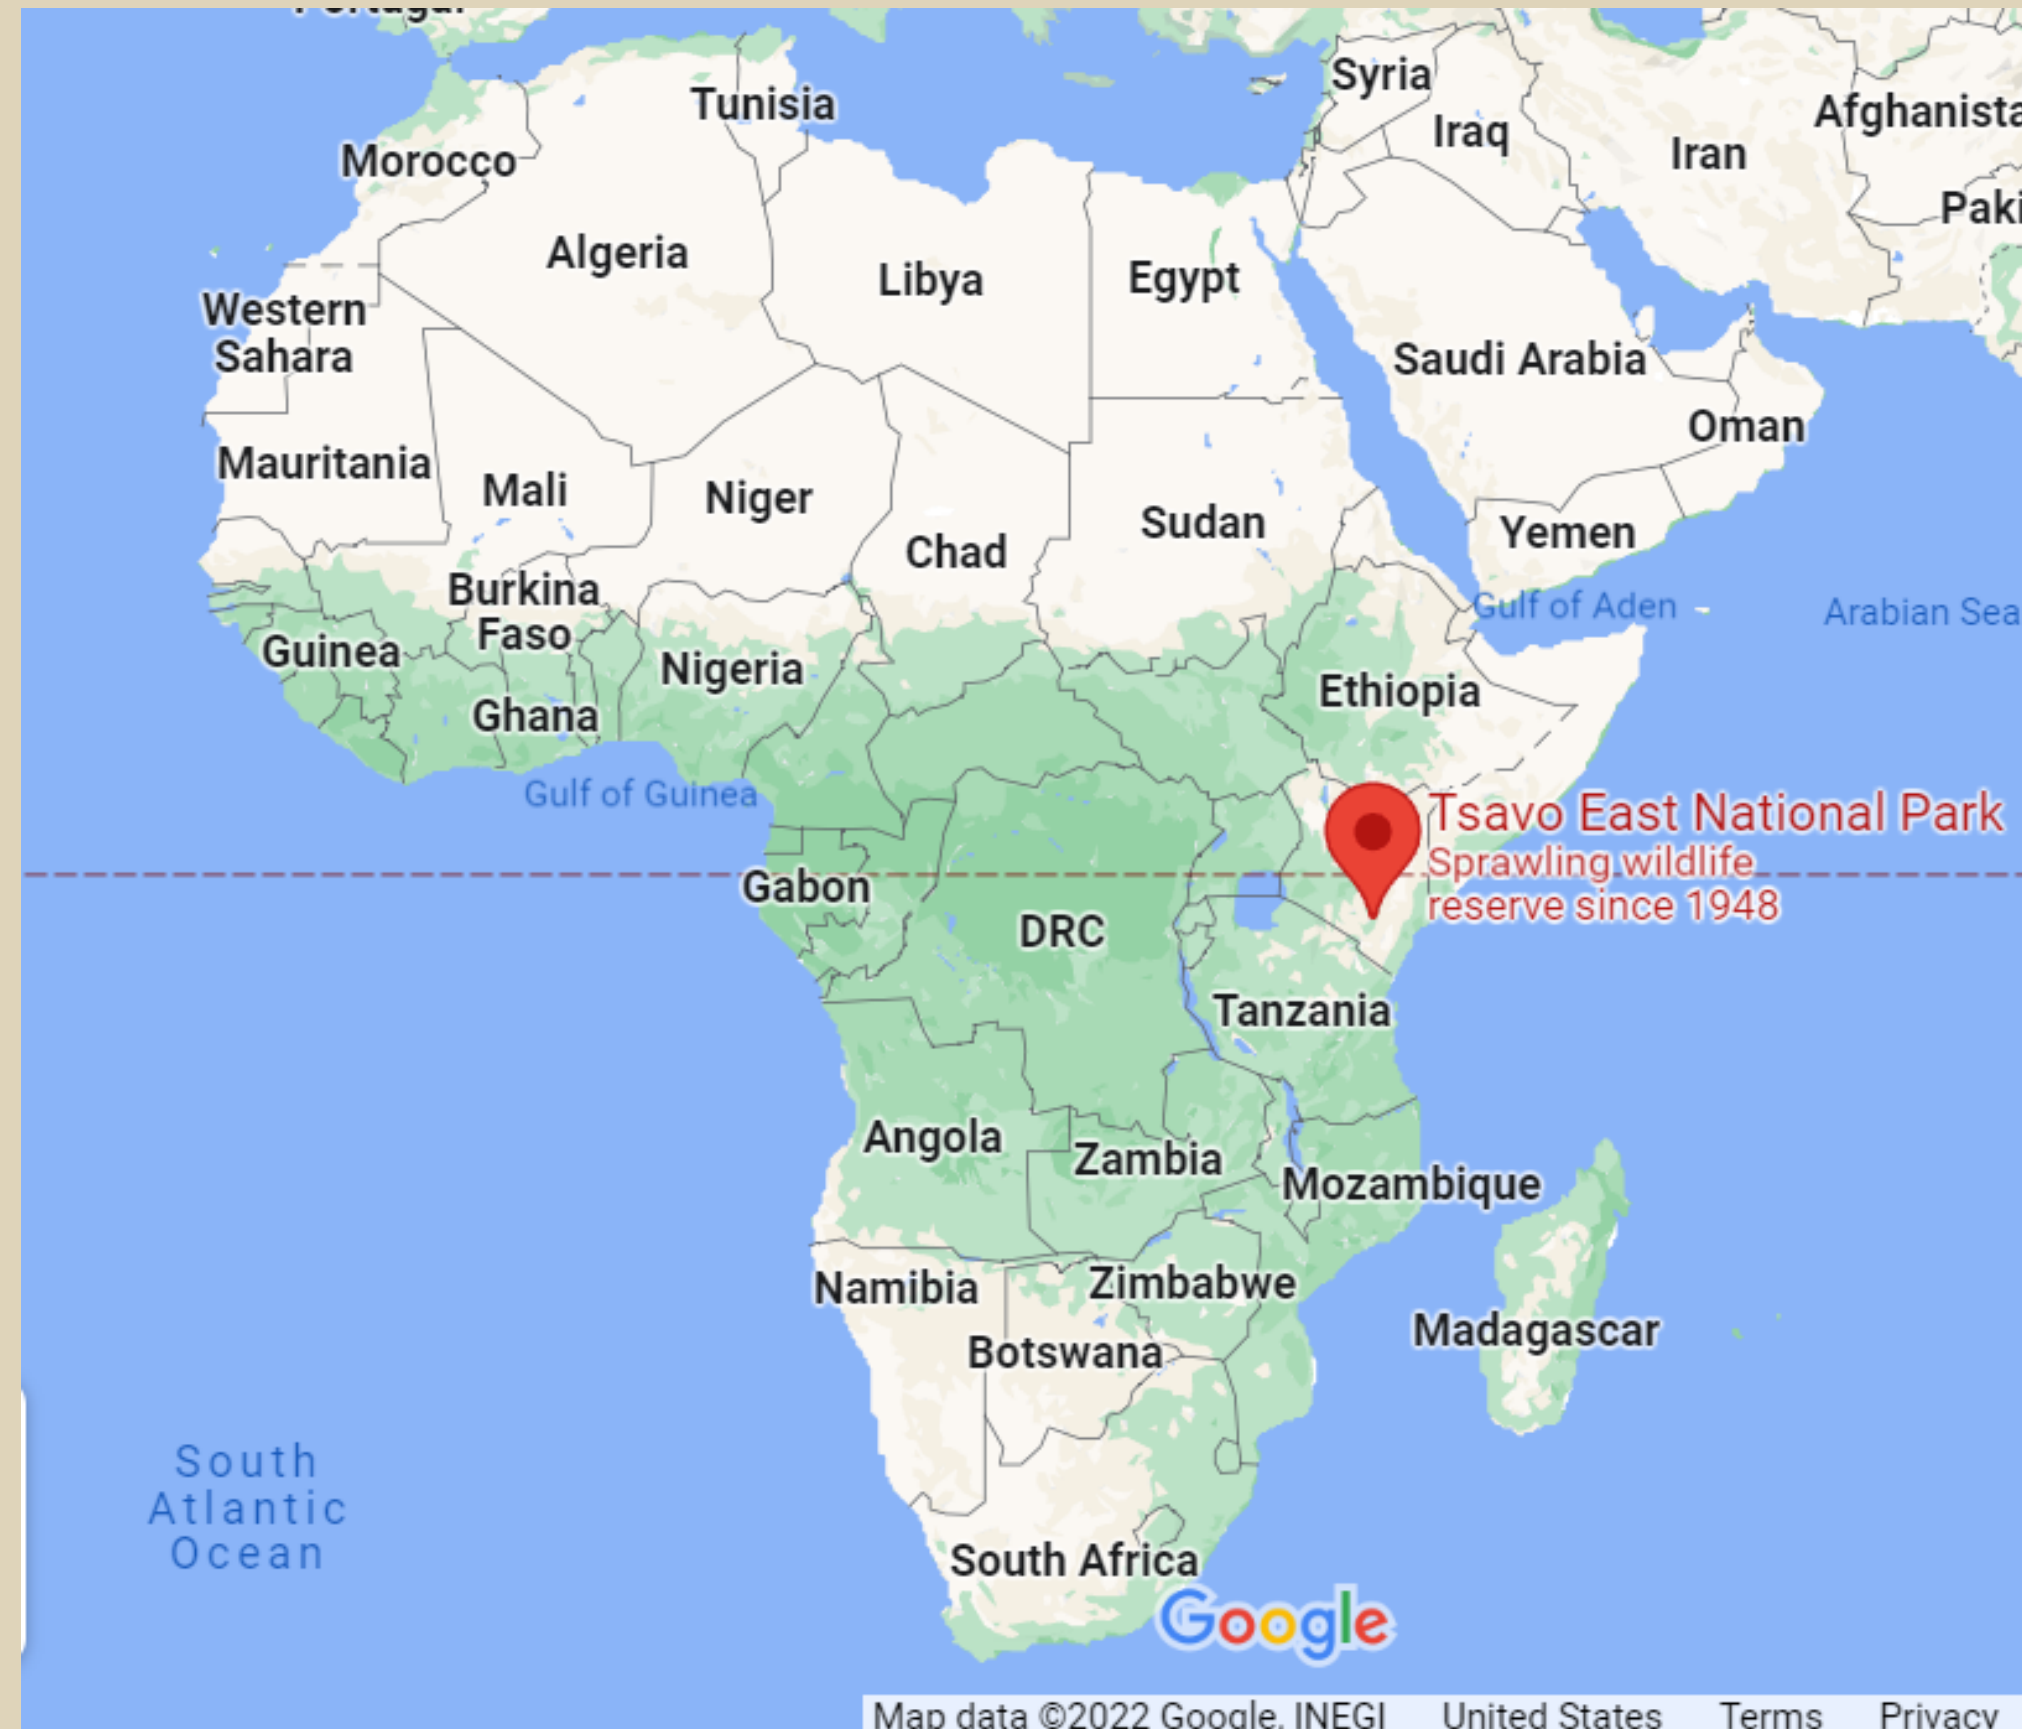 Portugal
Tunisia
Syria
Iraq
Iran
Afghanista
Morocco
Paki
Algeria
Libya
Egypt
Western
Sahara
Saudi Arabia
Oman
Mauritania
Mali
Niger
Chad
Sudan
Yemen
Burkina
Faso
Gulf of Aden
Arabian Sea
Guinea
Nigeria
Ethiopia
Ghana
Gulf of Guinea
Tsavo East National Park
Sprawling wildlife
reserve since 1948
Gabon
DRC
Tanzania
Angola
Zambia
Mozambique
Namibia
Zimbabwe
Botswana
Madagascar
South
Atlantic
Ocean
South Africa
Google
Map data ©2022 Google, INEGI United States Terms Privacy